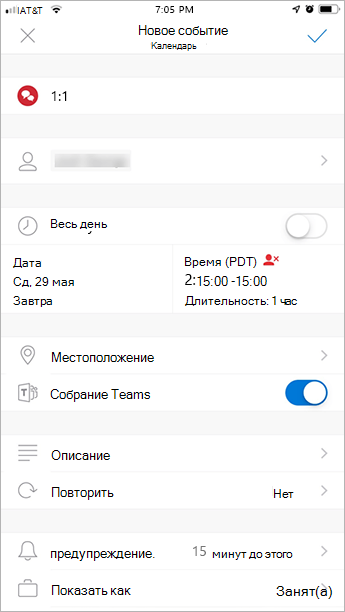 AT&T 7:05 PM
Новое событие
Календарь
1:1
Весь день
Дата
Время (PDT)
Сд, 29 мая
2:15:00 -15:00
Завтра
Длительность: 1 час
Местоположение
Собрание Teams
Описание
Повторить Нет
предупреждение. 15 минут до этого
Показать как Занят(а)